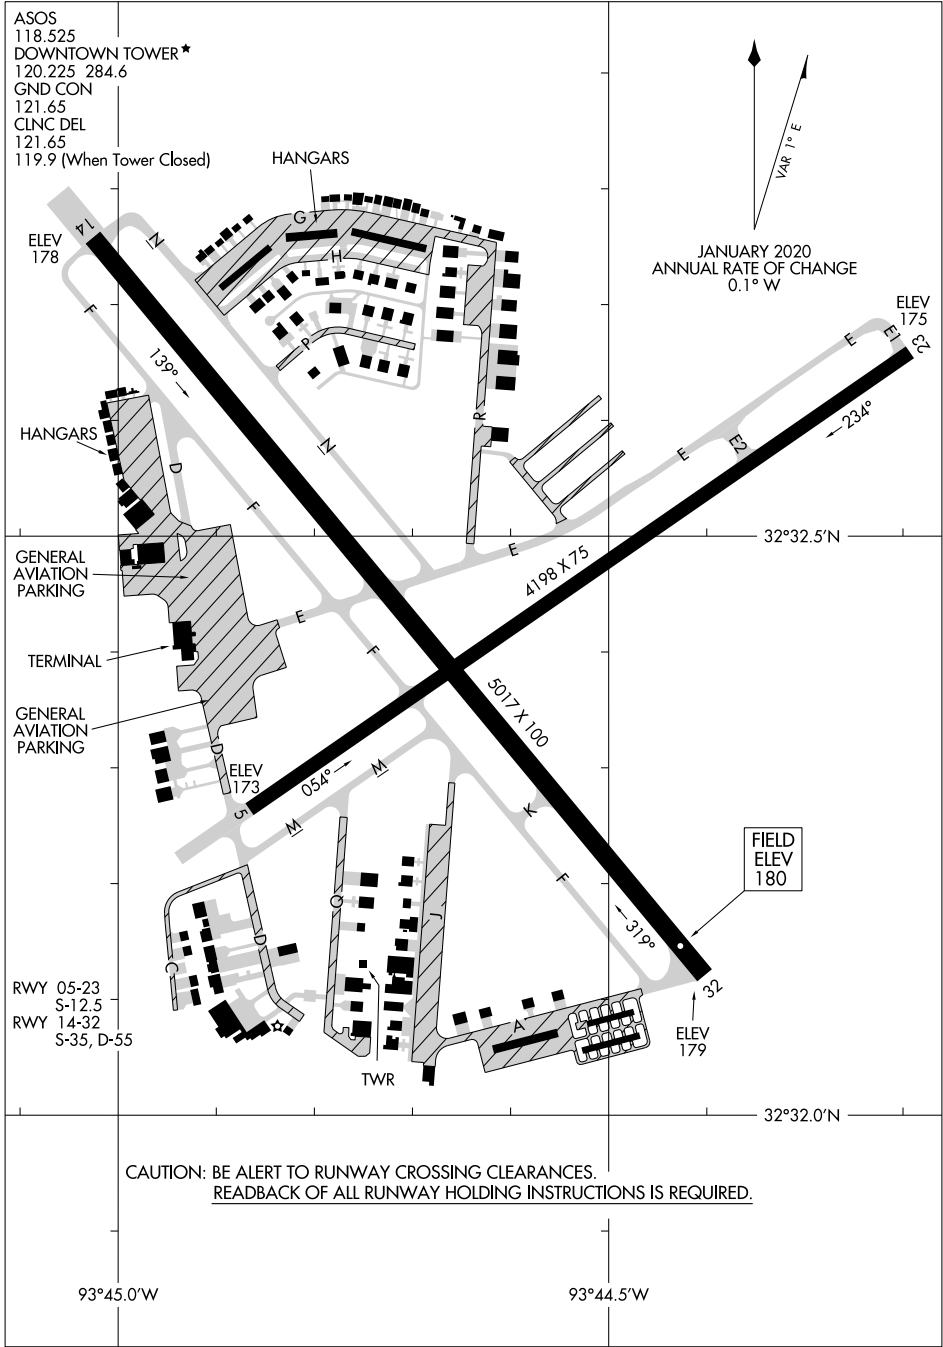 ASOS
118.525
DOWNTOWN TOWER★
120.225 284.6
GND CON
121.65
CLNC DEL
121.65
119.9 (When Tower Closed)
HANGARS
VAR 1° E
JANUARY 2020
ANNUAL RATE OF CHANGE
0.1° W
14
ELEV
178
N
G
H
P
F
139°
HANGARS
D
N
F
R
ELEV
175
E
E1
23
234°
E2
E
E
32°32.5'N
4198 X 75
GENERAL
AVIATION
PARKING
D
E
F
TERMINAL
GENERAL
AVIATION
PARKING
D
5017 X 100
ELEV
173
5
054°
M
M
K
F
FIELD
ELEV
180
Q
J
C
D
319°
32
ELEV
179
RWY 05-23
S-12.5
RWY 14-32
S-35, D-55
A
TWR
32°32.0'N
CAUTION: BE ALERT TO RUNWAY CROSSING CLEARANCES.
READBACK OF ALL RUNWAY HOLDING INSTRUCTIONS IS REQUIRED.
93°45.0'W
93°44.5'W